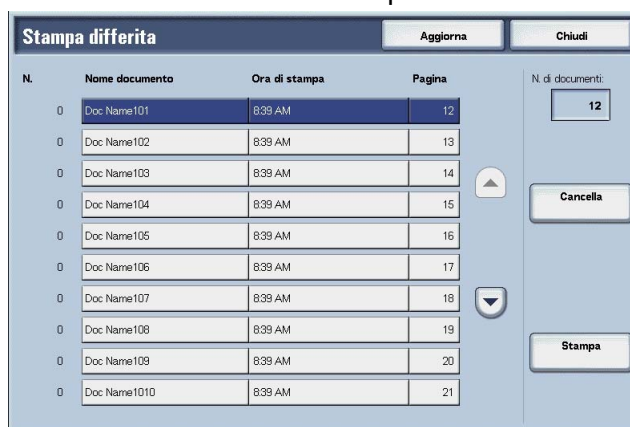 Stampa differita Aggiorna Chiudi
N. Nome documento Ora di stampa Pagina N. di documenti:
12
0 Doc Name101 8:39 AM 12
0 Doc Name102 8:39 AM 13
0 Doc Name103 8:39 AM 14
0 Doc Name104 8:39 AM 15
0 Doc Name105 8:39 AM 16
0 Doc Name106 8:39 AM 17
0 Doc Name107 8:39 AM 18
0 Doc Name108 8:39 AM 19
0 Doc Name109 8:39 AM 20
0 Doc Name1010 8:39 AM 21
Cancella
Stampa